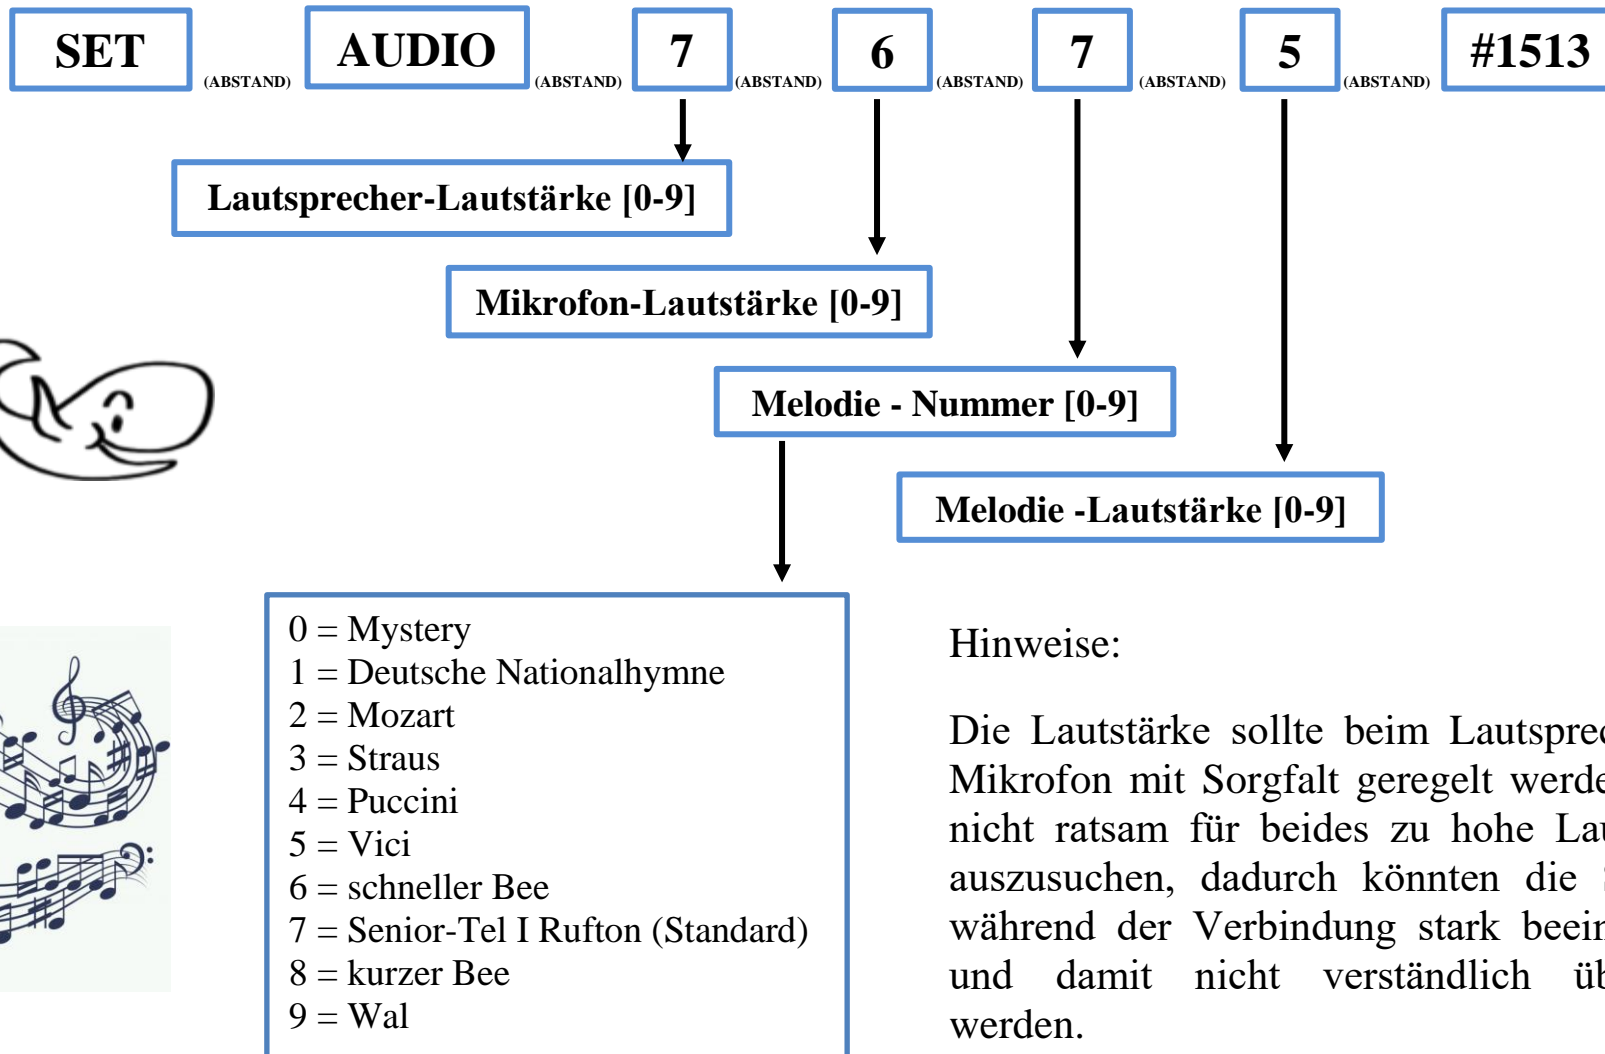 SET (ABSTAND) AUDIO (ABSTAND) 7 (ABSTAND) 6 (ABSTAND) 7 (ABSTAND) 5 (ABSTAND) #1513
Lautsprecher-Lautstärke [0-9]
Mikrofon-Lautstärke [0-9]
Melodie - Nummer [0-9]
Melodie -Lautstärke [0-9]
0 = Mystery
1 = Deutsche Nationalhymne
2 = Mozart
3 = Straus
4 = Puccini
5 = Vici
6 = schneller Bee
7 = Senior-Tel I Rufton (Standard)
8 = kurzer Bee
9 = Wal
Hinweise:
Die Lautstärke sollte beim
Mikrofon mit Sorgfalt geregelt
nicht ratsam für beides zu hohe
auszusuchen, dadurch könnten die
während der Verbindung stark
und damit nicht verständlich
werden.